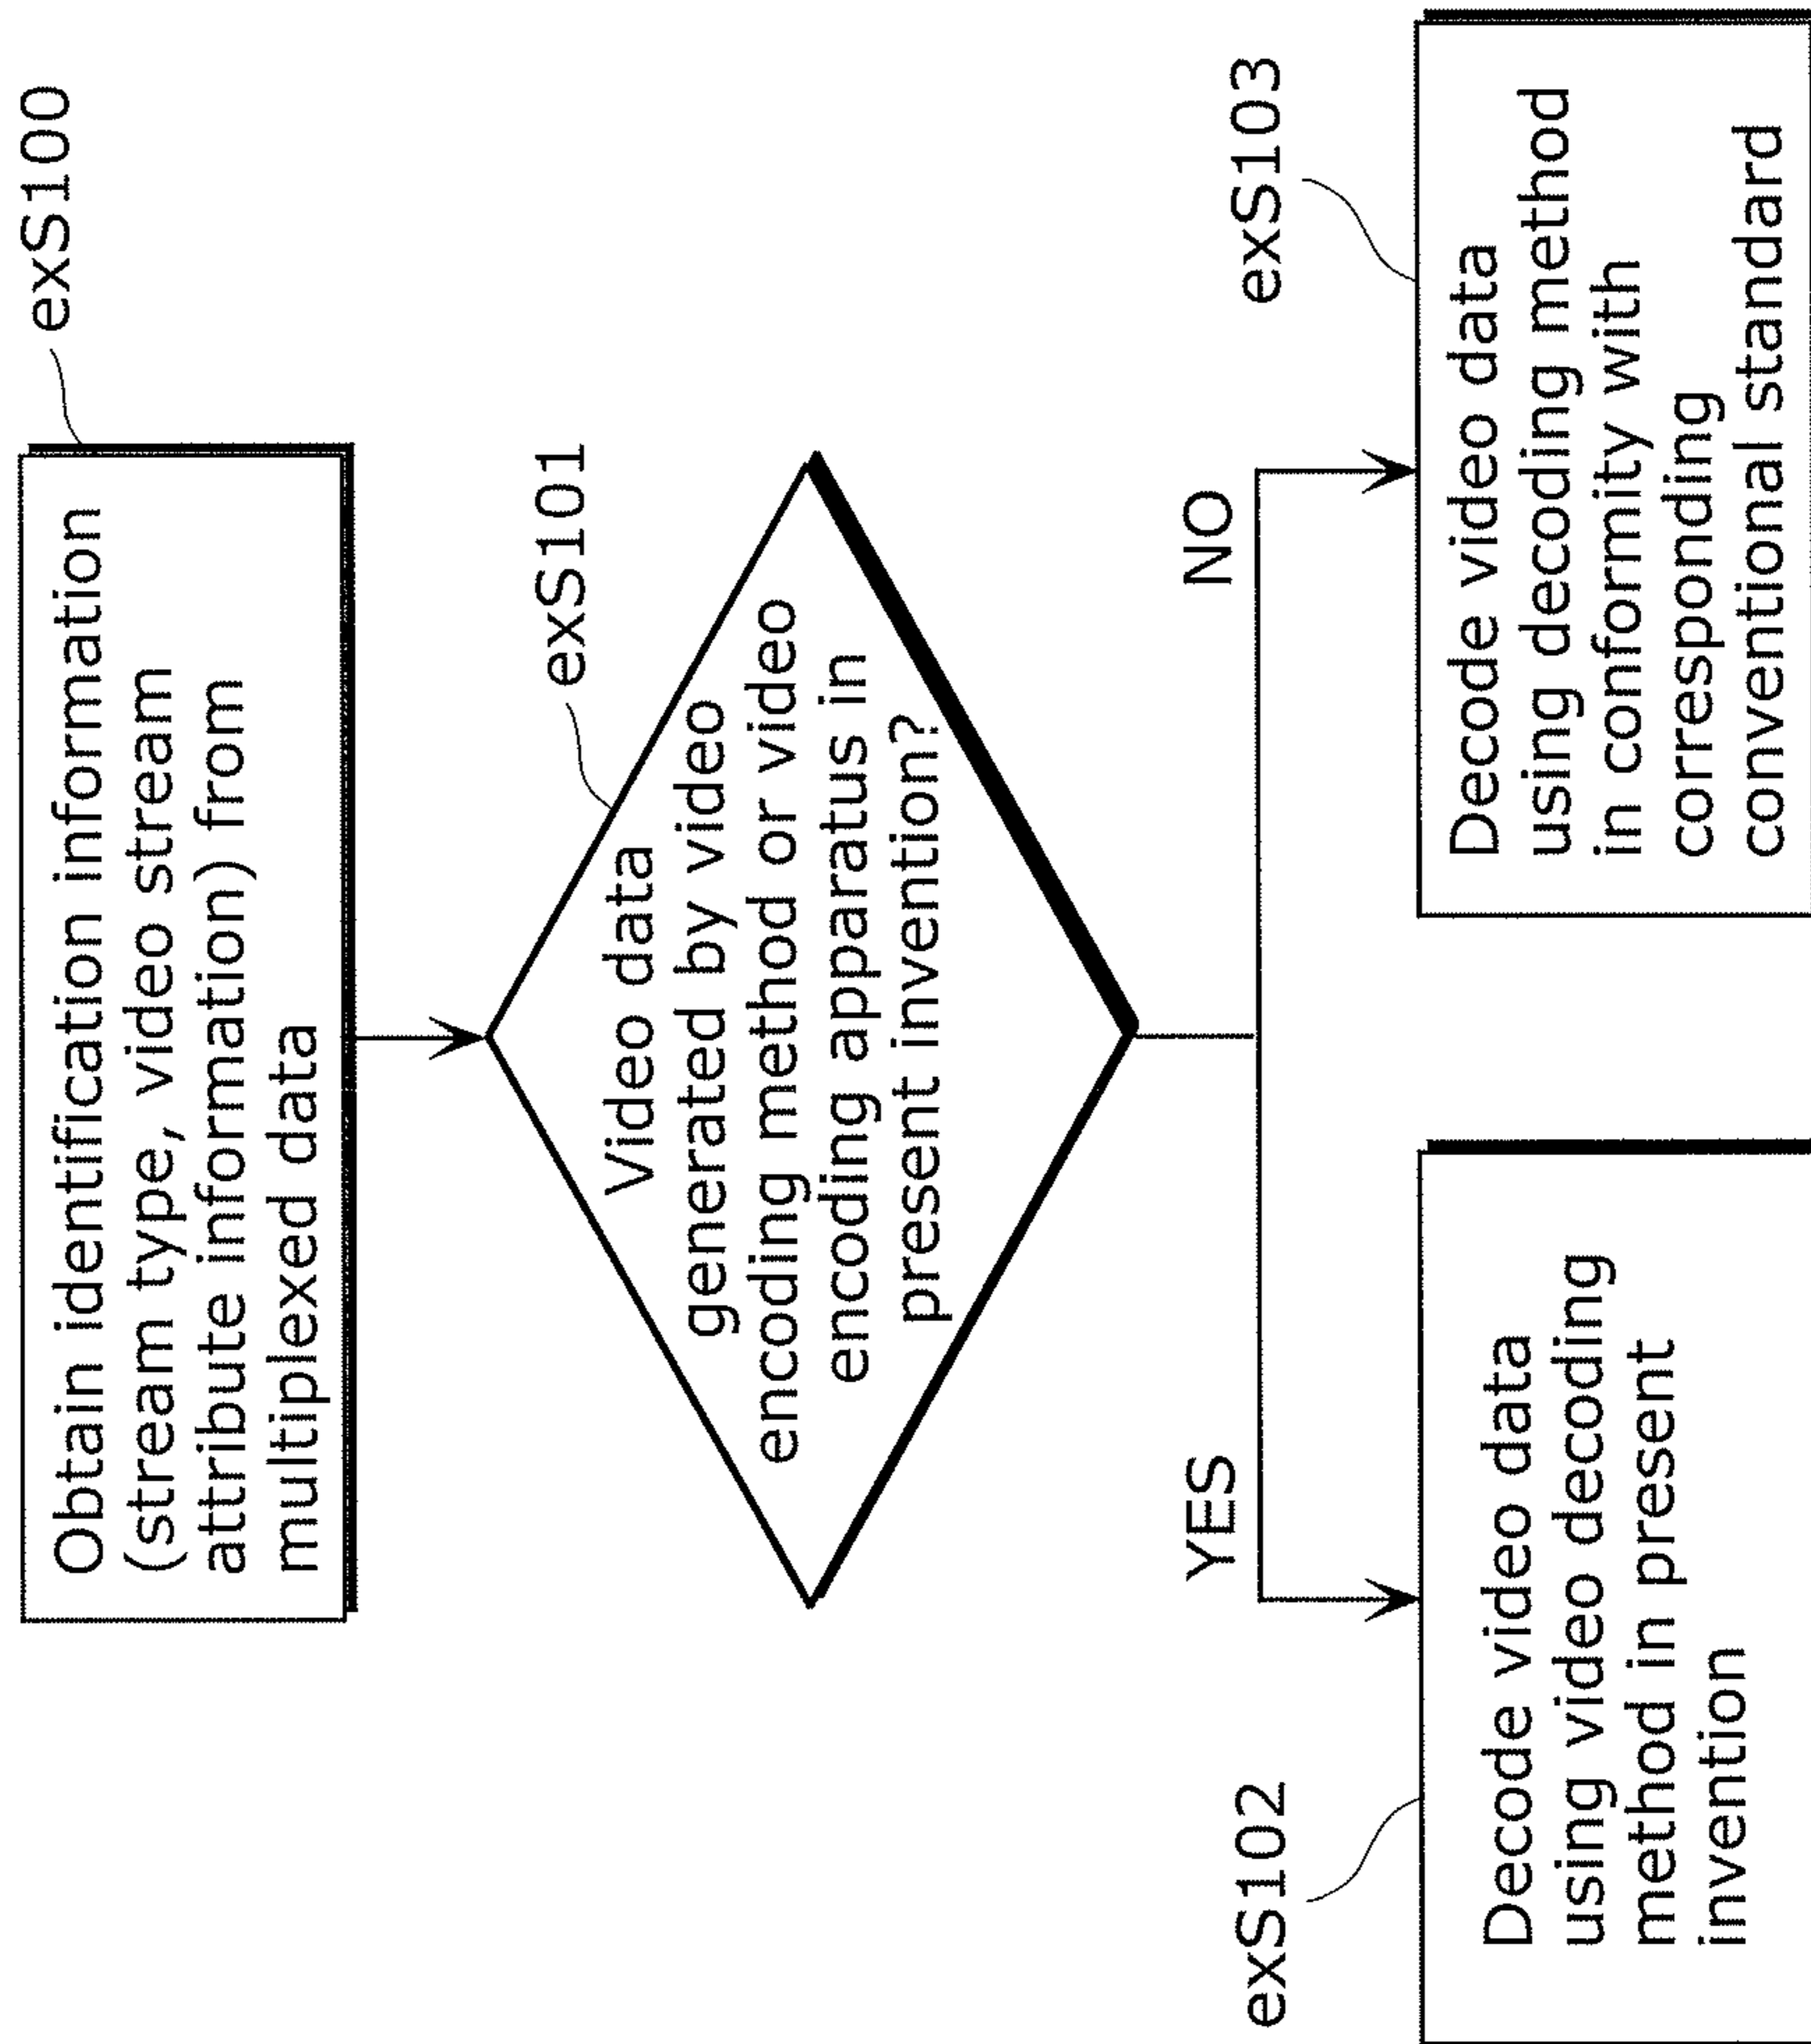 exS100
Obtain identification information
(stream type, video stream
attribute information) from
multiplexed data
exS101
Video data
generated by video
encoding method or video
encoding apparatus in
present invention?
YES
NO
exS102
Decode video data
using video decoding
method in present
invention
exS103
Decode video data
using decoding method
in conformity with
corresponding
conventional standard